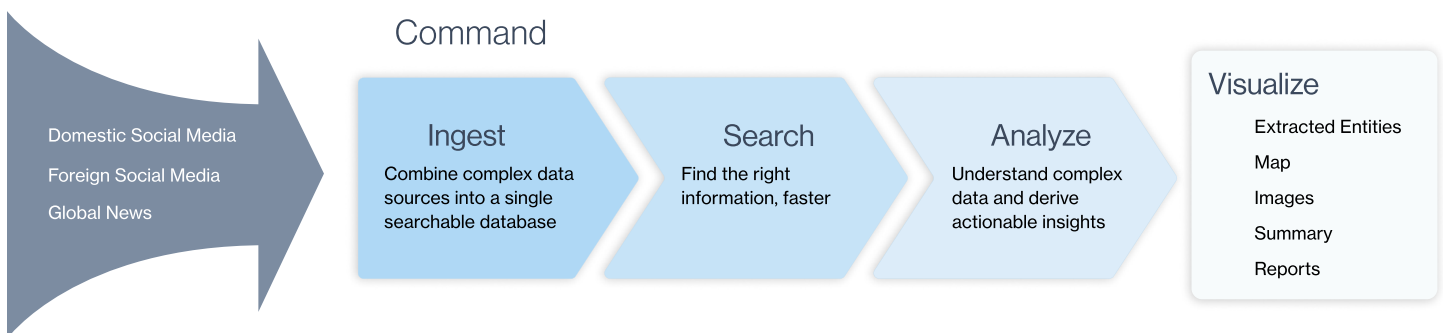 Command
Domestic Social Media
Foreign Social Media
Global News
Ingest
Combine complex data
sources into a single
searchable database
Search
Find the right
information, faster
Analyze
Understand complex
data and derive
actionable insights
Visualize
Extracted Entities
Map
Images
Summary
Reports